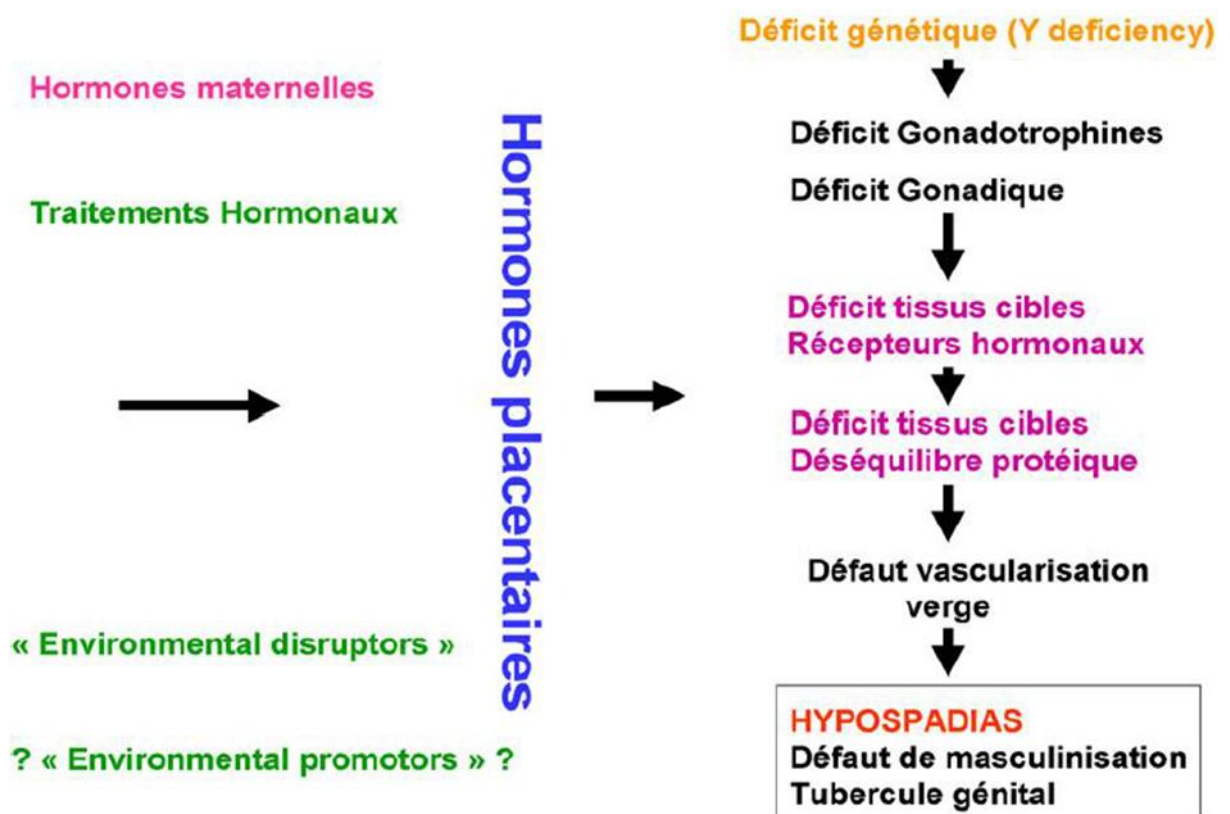 Hormones maternelles
Traitements Hormonaux
« Environmental disruptors »
? « Environmental promotors » ?
Hormones placentaires
Déficit génétique (Y deficiency)
Déficit Gonadotrophines
Déficit Gonadique
Déficit tissus cibles
Récepteurs hormonaux
Déficit tissus cibles
Déséquilibre protéique
Défaut vascularisation
verge
HYPOSPADIAS
Défaut de masculinisation
Tubercule génital